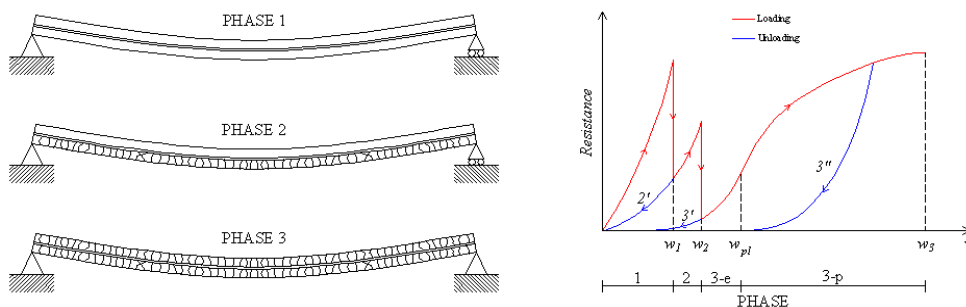 PHASE 1
PHASE 2
PHASE 3
Loading
Unloading
Resistance
2'
3'
3"
w1
w2
wpl
w3
1
2
3-e
3-p
PHASE